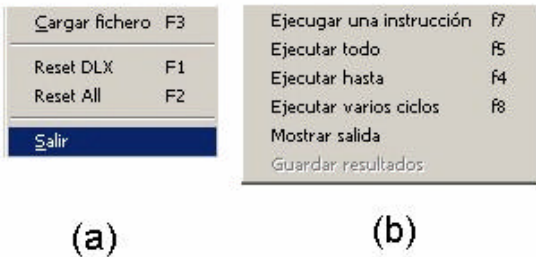 Cargar fichero F3
Reset DLX F1
Reset All F2
Salir
(a)
Ejecugar una instrucción f7
Ejecutar todo f5
Ejecutar hasta f4
Ejecutar varios ciclos f8
Mostrar salida
Guardar resultados
(b)